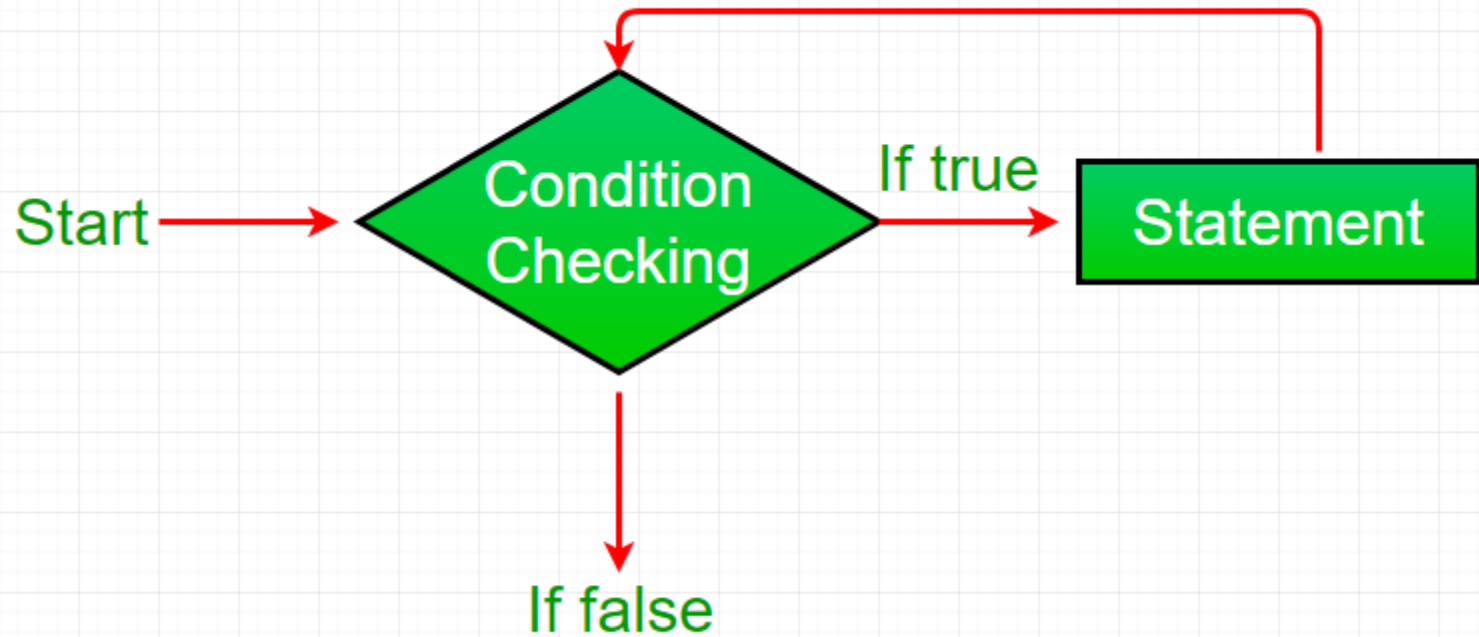 Start
Condition
Checking
If true
Statement
If false